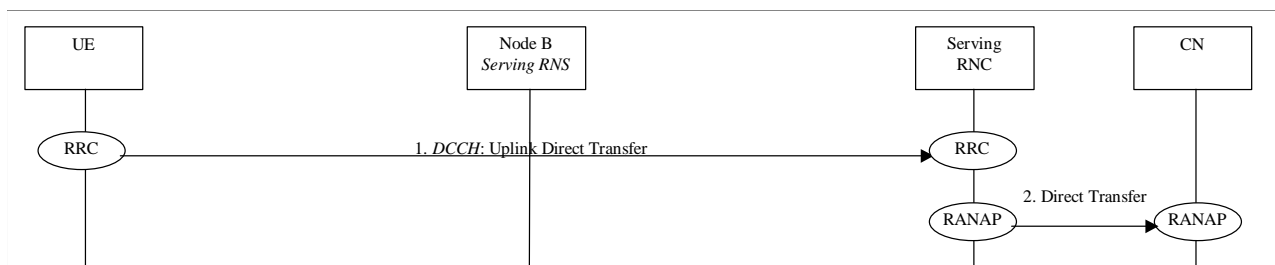 UE
Node B
Serving RNS
Serving
RNC
CN
RRC
1. DCCH: Uplink Direct Transfer
RRC
2. Direct Transfer
RANAP
RANAP